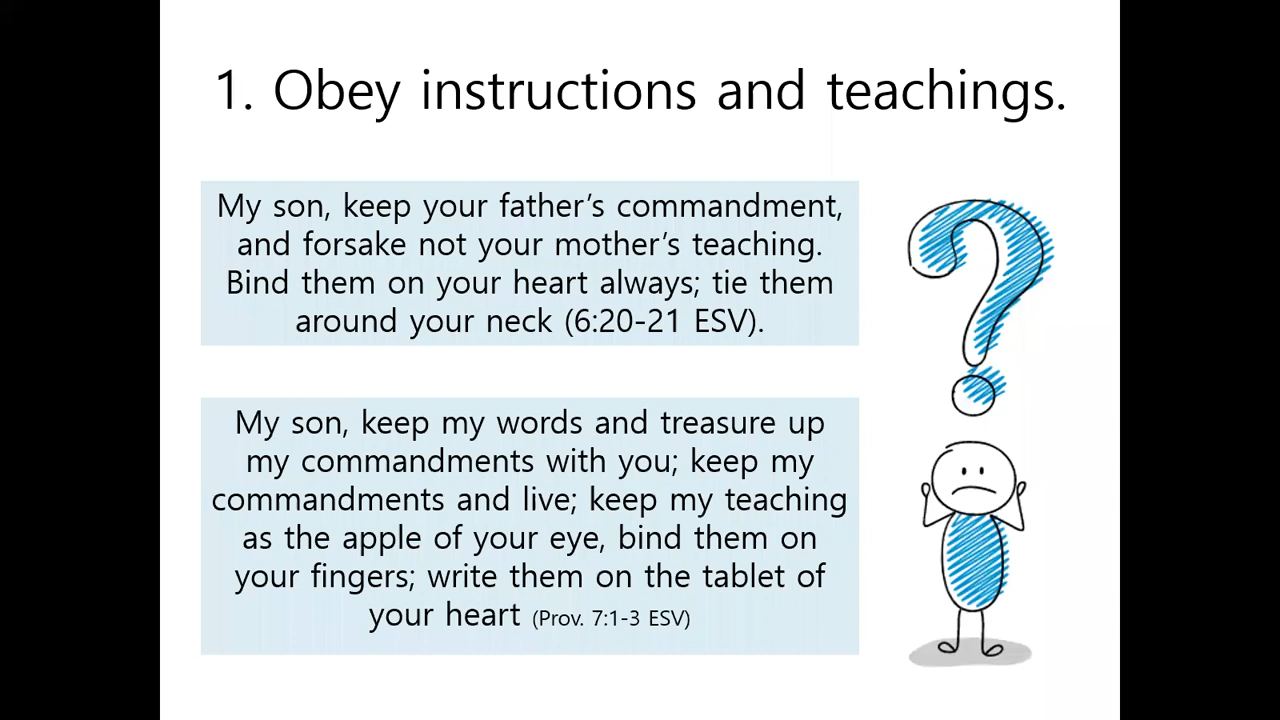 1. Obey instructions and teachings.
My son, keep your father’s commandment,
and forsake not your mother’s teaching.
Bind them on your heart always; tie them
around your neck (6:20-21 ESV).
My son, keep my words and treasure up
my commandments with you; keep my
commandments and live; keep my teaching
as the apple of your eye, bind them on
your fingers; write them on the tablet of
your heart (Prov. 7:1-3 ESV)